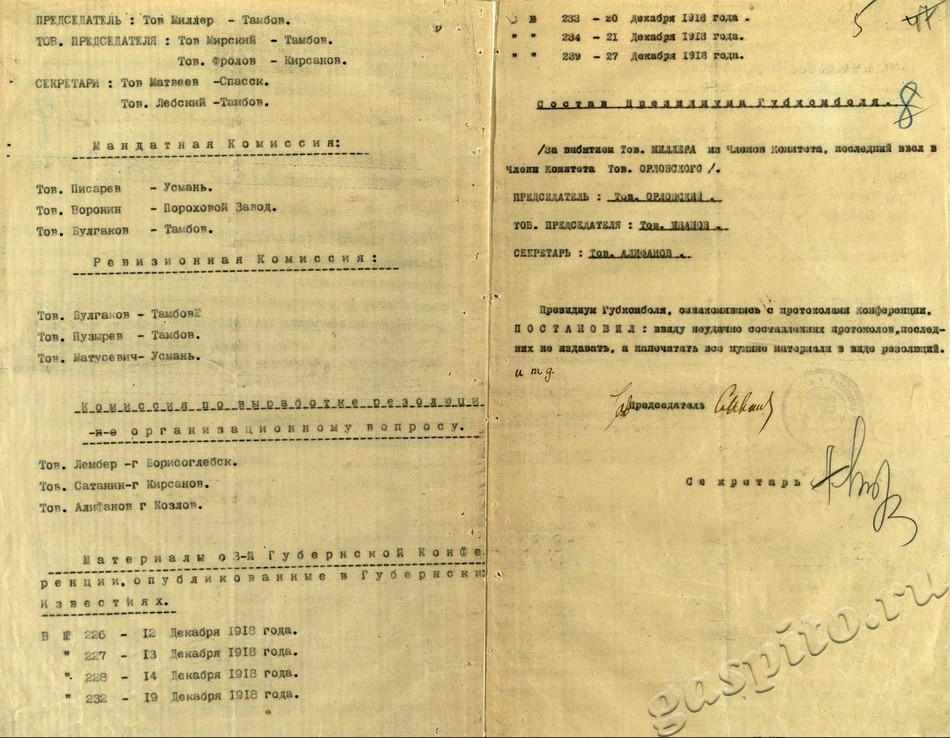 ПРЕДСЕДАТЕЛЬ : Тов Миллер - Тамбов.
ТОВ. ПРЕДСЕДАТЕЛЯ : Тов Мирский - Тамбов.
Тов. Фролов - Кирсанов.
СЕКРЕТАРИ : Тов Матвеев -Спасск.
Тов. Лебский -Тамбов.
Мандатная Комиссия:
Тов. Писарев - Усмань.
Тов. Воронин - Пороховой Завод.
Тов. Булгаков - Тамбов.
Ревизионная Комиссия:
Тов. Булгаков - Тамбов
Тов. Пузырев - Тамбов.
Тов. Матусевич- Усмань.
Комиссия по выработке резолюци
организационному вопросу.
Тов. Лембер -г Борисоглебск.
Тов. Сатанин-г Кирсанов.
Тов. Алифанов г Козлов.
Материалы о 3-й Губернской Конфе
ренции, опубликованные в Губернски
Известиях.
В № 226 - 12 Декабря 1918 года.
" 227 - 13 Декабря 1918 года.
". 228 - 14 Декабря 1918 года.
" 232 - 19 Декабря 1918 года.
№ 233 - 20 Декабря 1918 года .
" " 234 - 21 Декабря 1918 года.
" " 239 - 27 Декабря 1918 года.
5 47
8
Состав Президиума Губкомболя.
/За выбытием Тов. МИЛЛЕРА из Членов Комитета, последний ввел в
Члены Комитета Тов. ОРЛОВСКОГО /.
ПРЕДСЕДАТЕЛЬ : Тов. ОРЛОВСКИЙ .
ТОВ. ПРЕДСЕДАТЕЛЯ : Тов. ИВАНОВ .
СЕКРЕТАРЬ : Тов. АЛИФАНОВ .
Президиум Губкомболя, ознакомившись с протоколами Конференции,
ПОСТАНОВИЛ : ввиду неудачно составленных протоколов, послед-
них не издавать, а напечатать все нужные материалы в виде резолюций.
и т д.
Председатель
Секретарь
gaspito.ru